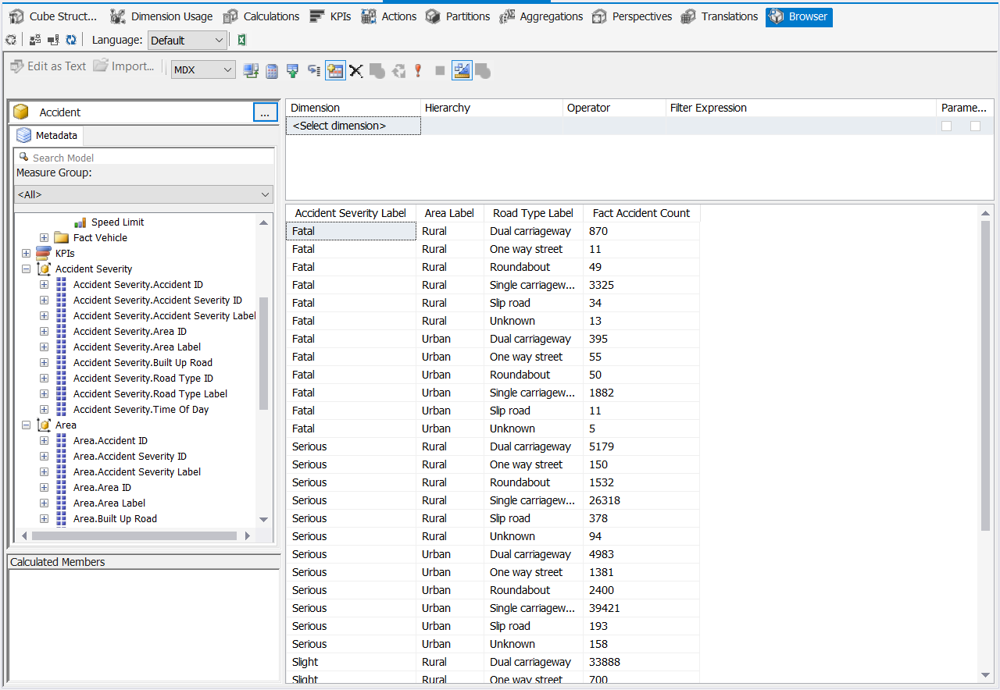 Cube Struct... Dimension Usage Calculations KPIs Actions Partitions Aggregations Perspectives Translations Browser
Language: Default
Edit as Text Import... MDX
Accident ...
Metadata
Search Model
Measure Group:
<All>
Speed Limit
Fact Vehicle
KPIs
Accident Severity
Accident Severity.Accident ID
Accident Severity.Accident Severity ID
Accident Severity.Accident Severity Label
Accident Severity.Area ID
Accident Severity.Area Label
Accident Severity.Built Up Road
Accident Severity.Road Type ID
Accident Severity.Road Type Label
Accident Severity.Time Of Day
Area
Area.Accident ID
Area.Accident Severity ID
Area.Accident Severity Label
Area.Area ID
Area.Area Label
Area.Built Up Road
Calculated Members
Dimension Hierarchy Operator Filter Expression Parame...
<Select dimension>
Accident Severity Label Area Label Road Type Label Fact Accident Count
Fatal Rural Dual carriageway 870
Fatal Rural One way street 11
Fatal Rural Roundabout 49
Fatal Rural Single carriagew... 3325
Fatal Rural Slip road 34
Fatal Rural Unknown 13
Fatal Urban Dual carriageway 395
Fatal Urban One way street 55
Fatal Urban Roundabout 50
Fatal Urban Single carriagew... 1882
Fatal Urban Slip road 11
Fatal Urban Unknown 5
Serious Rural Dual carriageway 5179
Serious Rural One way street 150
Serious Rural Roundabout 1532
Serious Rural Single carriagew... 26318
Serious Rural Slip road 378
Serious Rural Unknown 94
Serious Urban Dual carriageway 4983
Serious Urban One way street 1381
Serious Urban Roundabout 2400
Serious Urban Single carriagew... 39421
Serious Urban Slip road 193
Serious Urban Unknown 158
Slight Rural Dual carriageway 33888
Slight Rural One way street 700